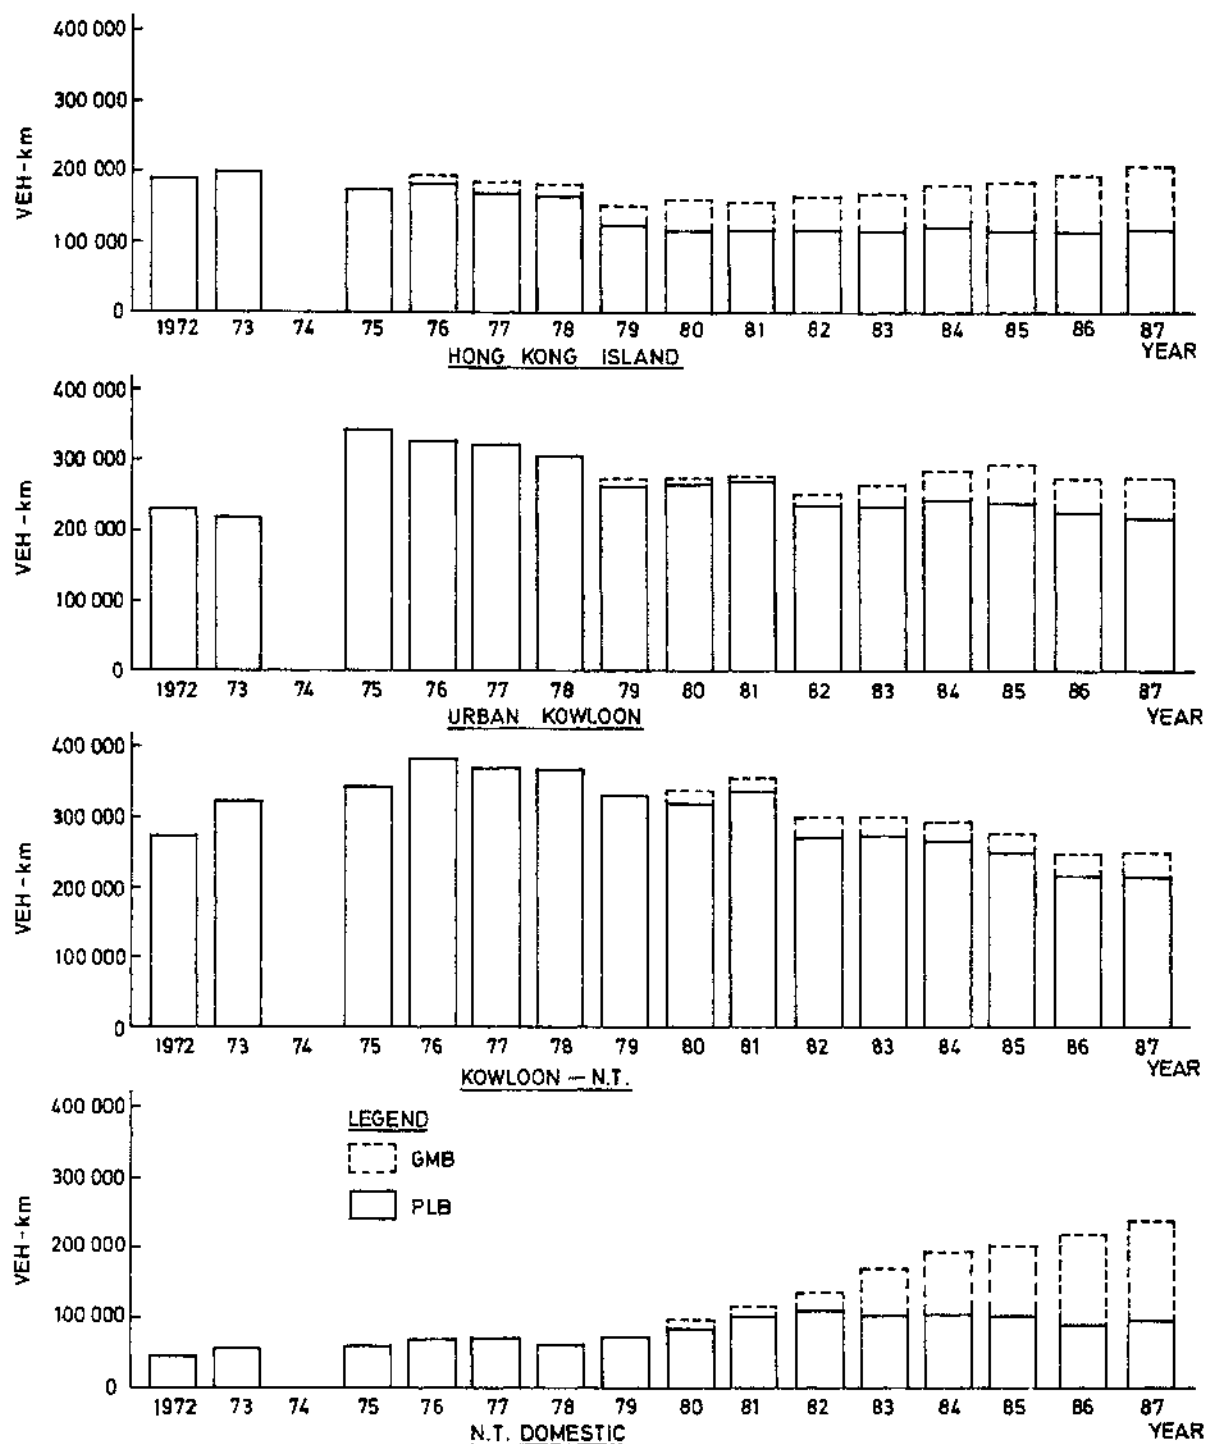 400 000
300 000
200 000
100 000
0
VEH-km
1972 73 74 75 76 77 78 79 80 81 82 83 84 85 86 87
YEAR
HONG KONG ISLAND
400 000
300 000
200 000
100 000
0
VEH-km
1972 73 74 75 76 77 78 79 80 81 82 83 84 85 86 87
YEAR
URBAN KOWLOON
400 000
300 000
200 000
100 000
0
VEH-km
1972 73 74 75 76 77 78 79 80 81 82 83 84 85 86 87
YEAR
KOWLOON — N.T.
400 000
300 000
200 000
100 000
0
VEH-km
LEGEND
GMB
PLB
1972 73 74 75 76 77 78 79 80 81 82 83 84 85 86 87
YEAR
N.T. DOMESTIC